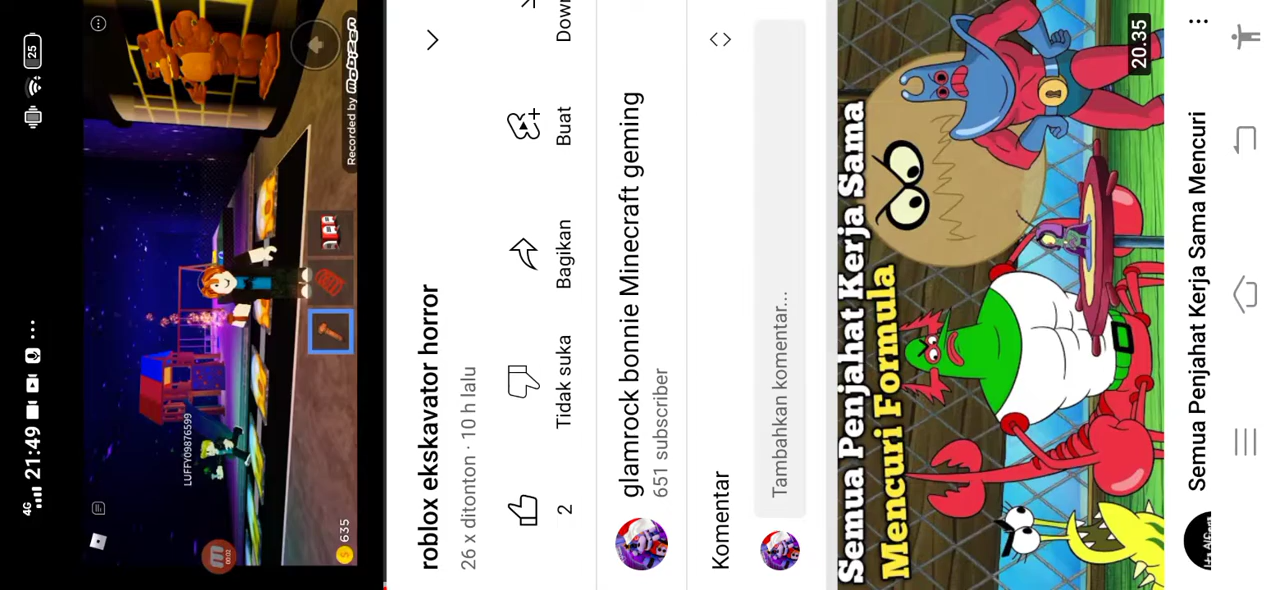 4G 21:49 25
LUFFY09876599
635
00:02
Recorded by mobizen
roblox ekskavator horror
26 x ditonton · 10 h lalu
2
Tidak suka
Bagikan
Buat
Down
glamrock bonnie Minecraft geming
651 subscriber
Komentar
Tambahkan komentar...
Semua Penjahat Kerja Sama
Mencuri Formula
20.35
Semua Penjahat Kerja Sama Mencuri